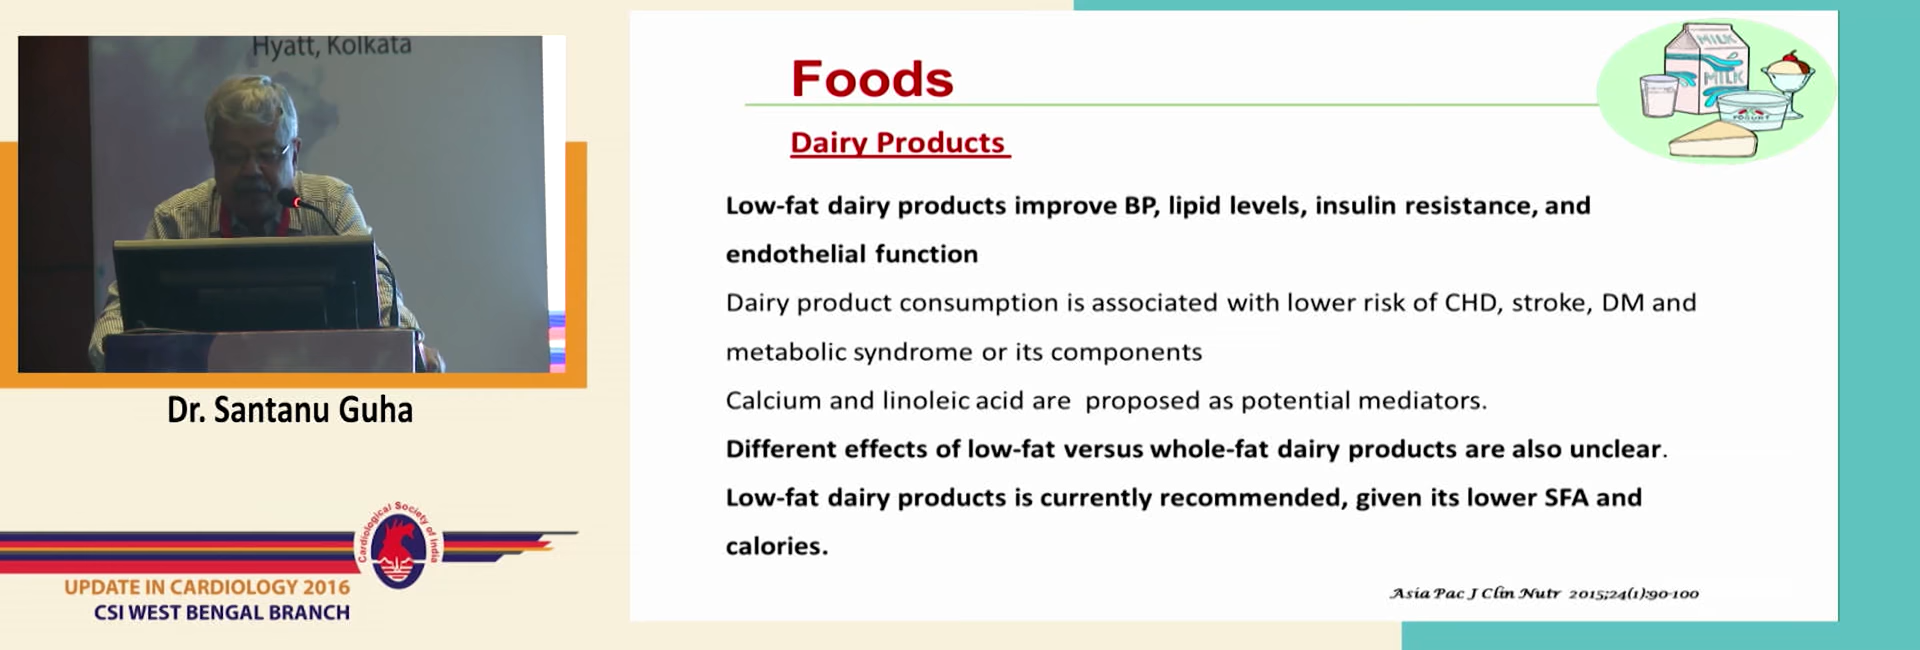 Hyatt, Kolkata
Dr. Santanu Guha
Cardiological Society of India
UPDATE IN CARDIOLOGY 2016
CSI WEST BENGAL BRANCH
Foods
MILK
MILK
YOGURT
Dairy Products
Low-fat dairy products improve BP, lipid levels, insulin resistance, and
endothelial function
Dairy product consumption is associated with lower risk of CHD, stroke, DM and
metabolic syndrome or its components
Calcium and linoleic acid are proposed as potential mediators.
Different effects of low-fat versus whole-fat dairy products are also unclear.
Low-fat dairy products is currently recommended, given its lower SFA and
calories.
Asia Pac J Clin Nutr 2015;24(1):90-100